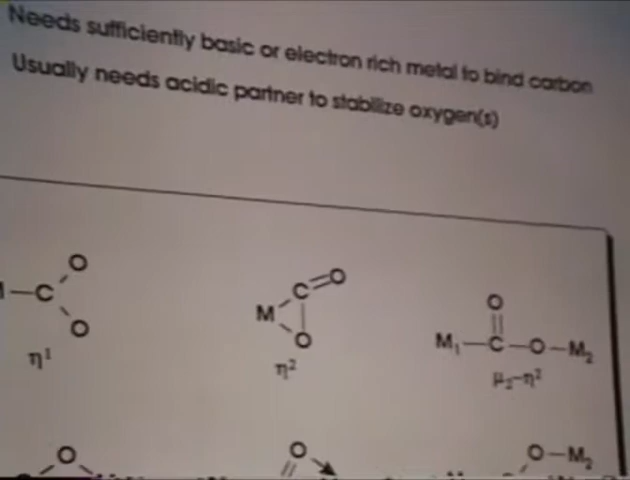 Needs sufficiently basic or electron rich metal to bind carbon
Usually needs acidic partner to stabilize oxygen(s)
O
C=O
O
—C
M
C
M₁—C—O—M₂
O
O
η¹
η²
μ₂-η²
O
O
O—M₂